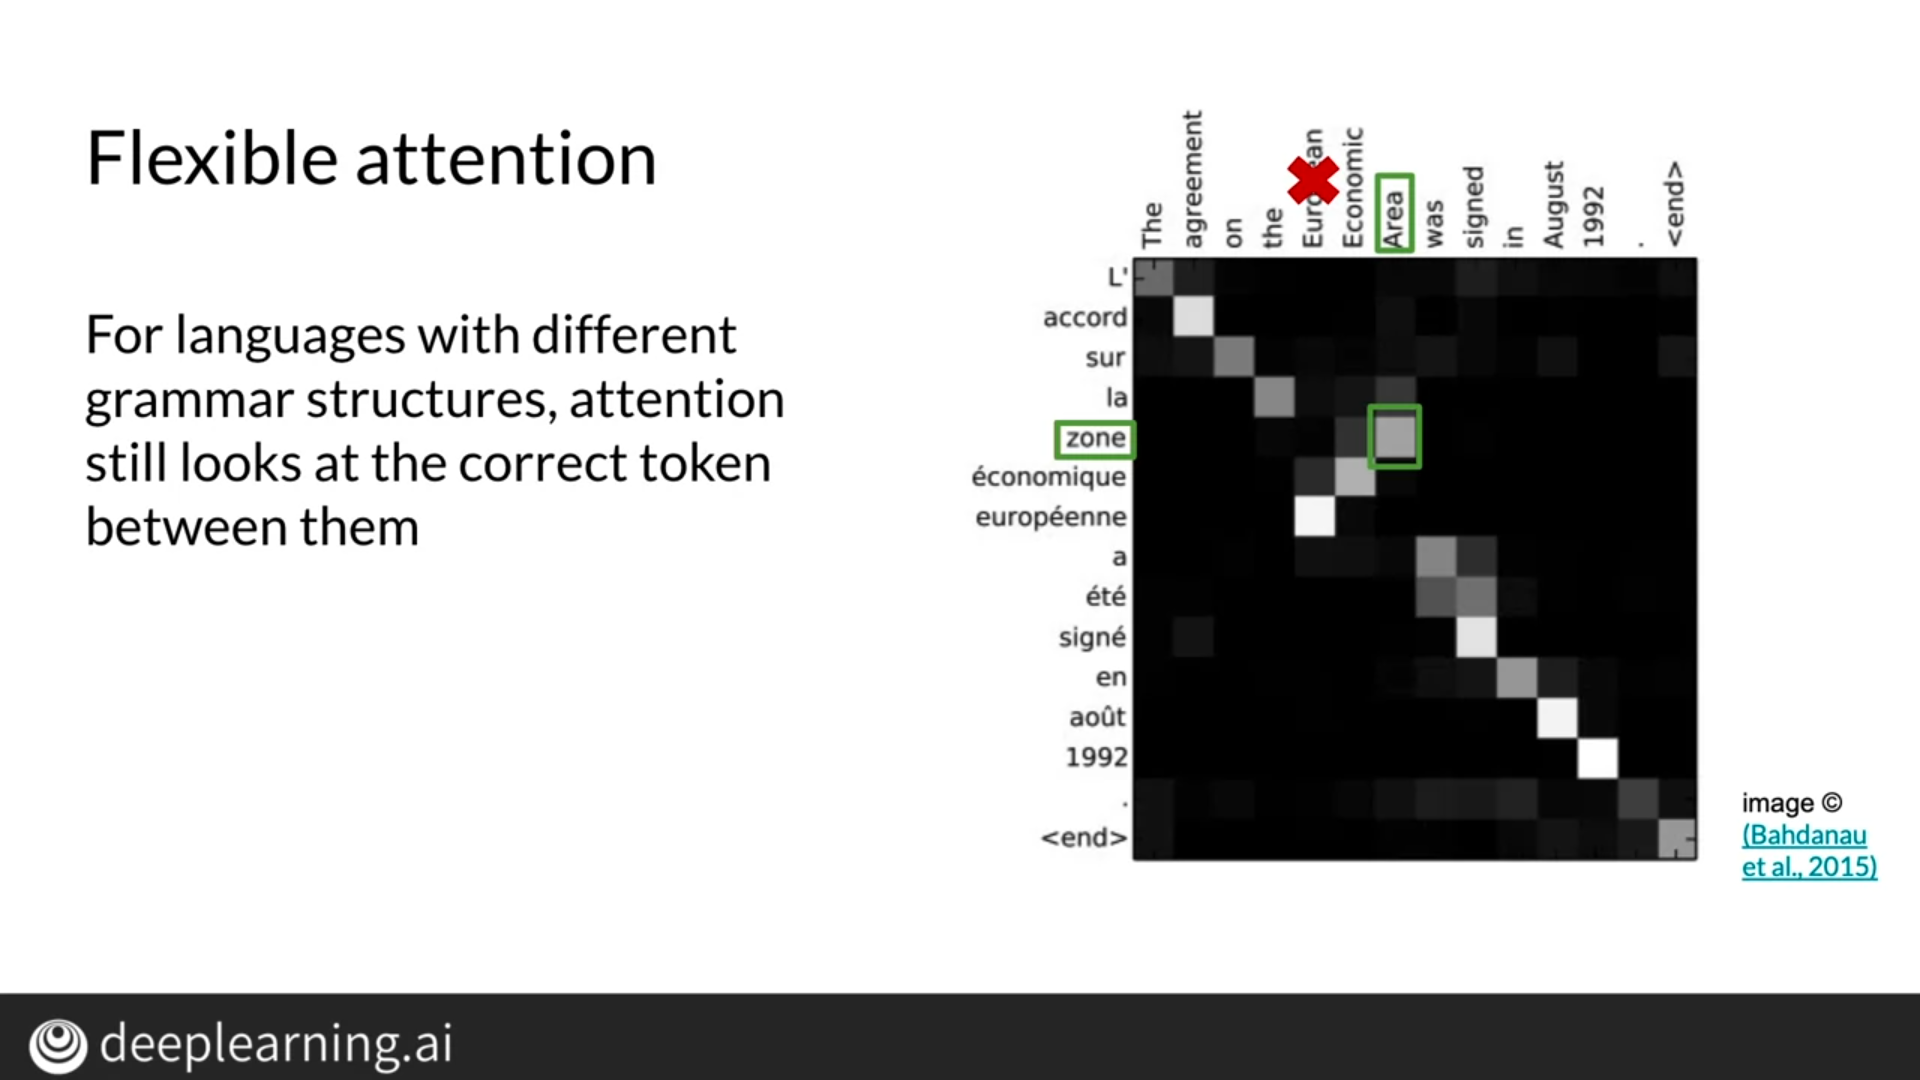 Flexible attention
For languages with different
grammar structures, attention
still looks at the correct token
between them
The
agreement
on
the
Economic
Area
was
signed
in
August
1992
.
<end>
L'
accord
sur
la
zone
économique
européenne
a
été
signé
en
août
1992
.
<end>
image ©
(Bahdanau
et al., 2015)
deeplearning.ai